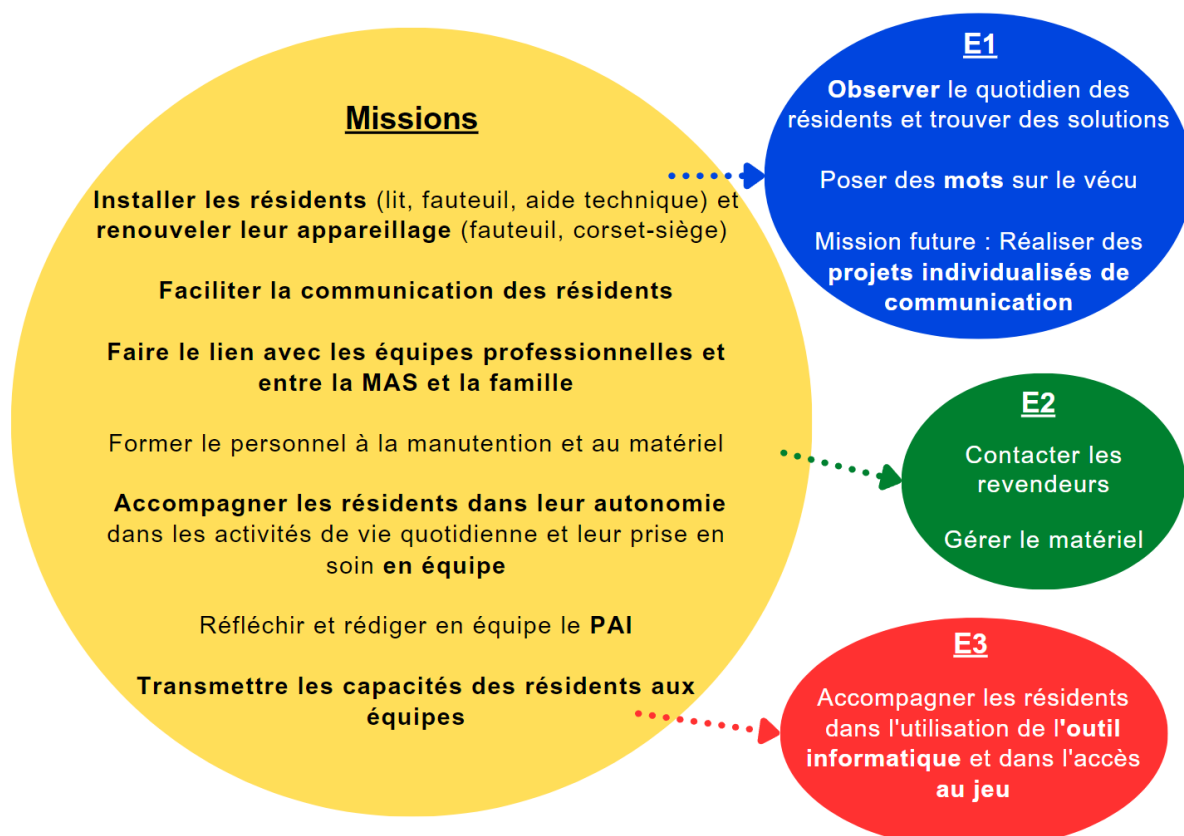 Missions
Installer les résidents (lit, fauteuil, aide technique) et
renouveler leur appareillage (fauteuil, corset-siège)
Faciliter la communication des résidents
Faire le lien avec les équipes professionnelles et
entre la MAS et la famille
Former le personnel à la manutention et au matériel
Accompagner les résidents dans leur autonomie
dans les activités de vie quotidienne et leur prise en
soin en équipe
Réfléchir et rédiger en équipe le PAI
Transmettre les capacités des résidents aux
équipes
E1
Observer le quotidien des
résidents et trouver des solutions
Poser des mots sur le vécu
Mission future : Réaliser des
projets individualisés de
communication
E2
Contacter les
revendeurs
Gérer le matériel
E3
Accompagner les résidents
dans l'utilisation de l'outil
informatique et dans l'accès
au jeu